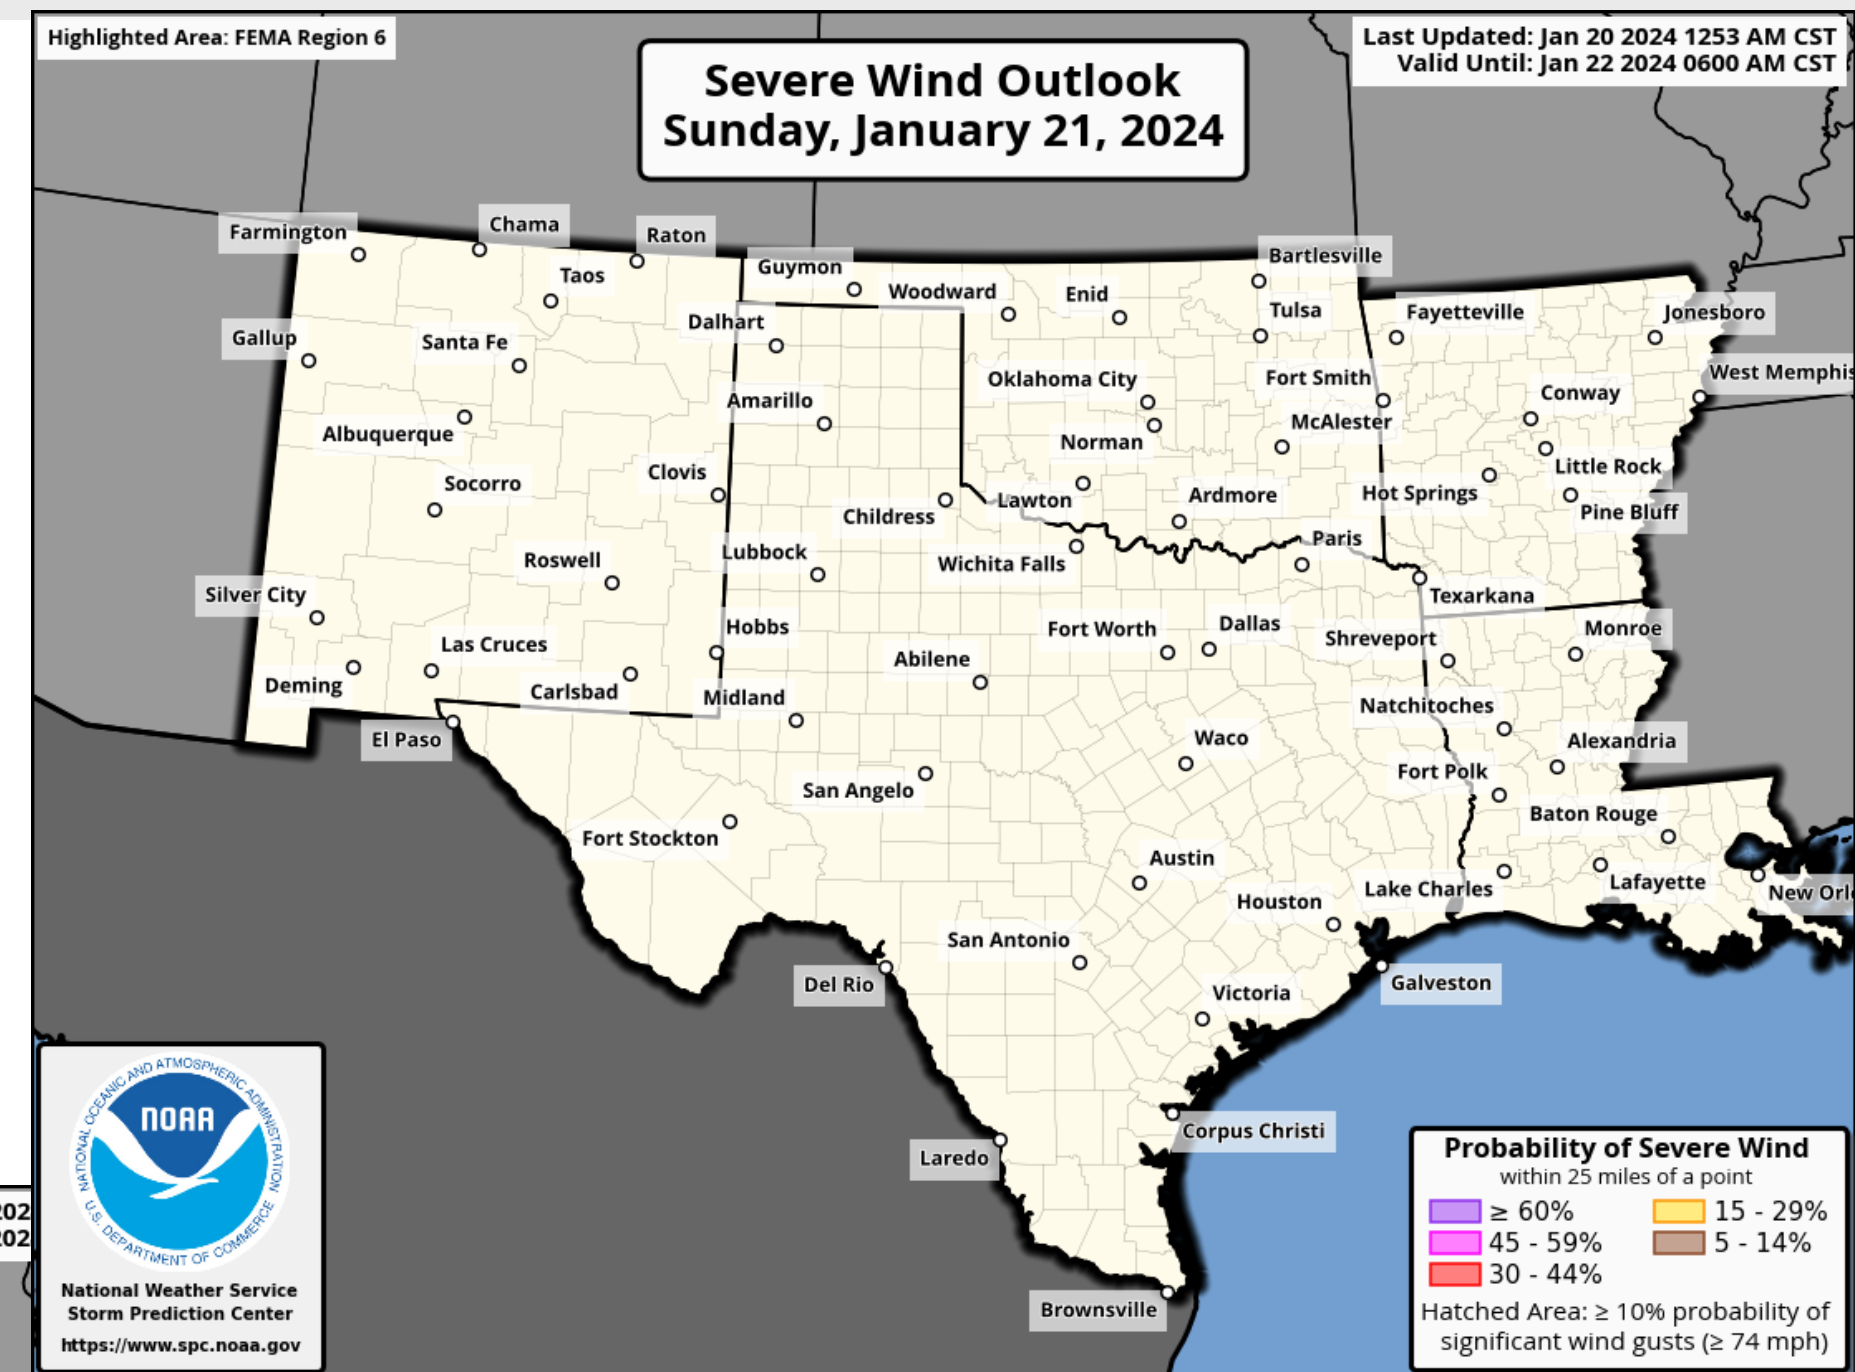 Highlighted Area: FEMA Region 6
Last Updated: Jan 20 2024 1253 AM CST
Valid Until: Jan 22 2024 0600 AM CST
Severe Wind Outlook
Sunday, January 21, 2024
Farmington
Chama
Raton
Taos
Guymon
Woodward
Enid
Bartlesville
Tulsa
Fayetteville
Jonesboro
Gallup
Santa Fe
Dalhart
West Memphis
Oklahoma City
Fort Smith
Conway
Amarillo
Albuquerque
Norman
McAlester
Little Rock
Socorro
Clovis
Childress
Lawton
Ardmore
Hot Springs
Pine Bluff
Roswell
Lubbock
Wichita Falls
Paris
Texarkana
Silver City
Las Cruces
Hobbs
Fort Worth
Dallas
Shreveport
Monroe
Deming
Carlsbad
Midland
Abilene
Natchitoches
El Paso
Waco
Alexandria
San Angelo
Fort Polk
Fort Stockton
Baton Rouge
Austin
Houston
Lake Charles
Lafayette
New Orl
San Antonio
Del Rio
Victoria
Galveston
Corpus Christi
Laredo
Brownsville
202
202
NATIONAL OCEANIC AND ATMOSPHERIC ADMINISTRATION
NOAA
U.S. DEPARTMENT OF COMMERCE
National Weather Service
Storm Prediction Center
https://www.spc.noaa.gov
Probability of Severe Wind
within 25 miles of a point
≥ 60% 15 - 29%
45 - 59% 5 - 14%
30 - 44%
Hatched Area: ≥ 10% probability of
significant wind gusts (≥ 74 mph)